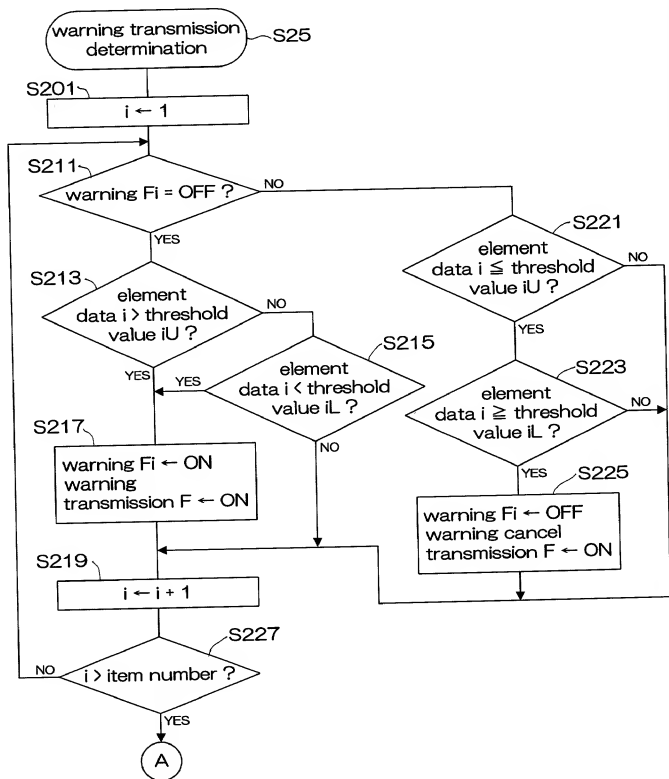 warning transmission
determination
S25
S201
i ← 1
S211
warning Fi = OFF ?
NO
YES
S221
element
data i ≦ threshold
value iU ?
NO
YES
S213
element
data i > threshold
value iU ?
NO
YES
S215
element
data i < threshold
value iL ?
YES
NO
S223
element
data i ≧ threshold
value iL ?
NO
YES
S217
warning Fi ← ON
warning
transmission F ← ON
S225
warning Fi ← OFF
warning cancel
transmission F ← ON
S219
i ← i + 1
S227
i > item number ?
NO
YES
A